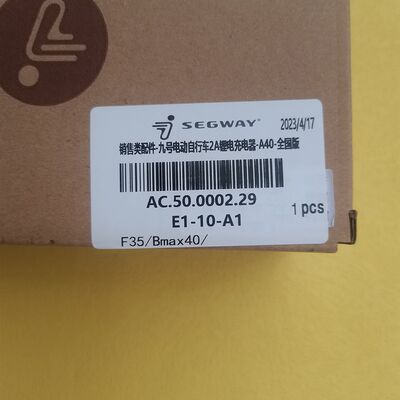 SEGWAY
2023/4/17
销售类配件-九号电动自行车2A锂电充电器-A40-全国版
AC.50.0002.29
E1-10-A1
1 pcs
F35/Bmax40/